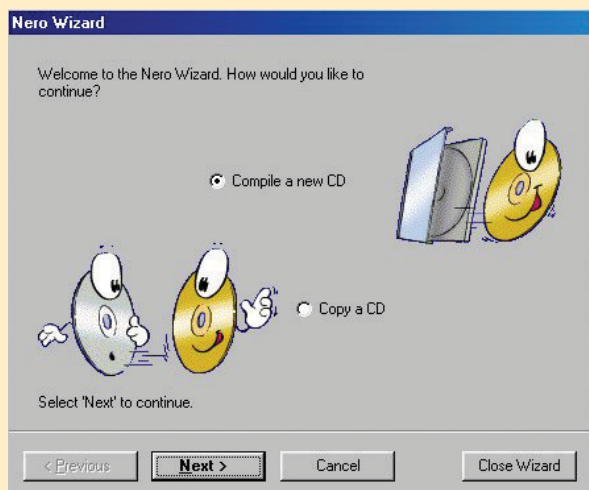 Nero Wizard
Welcome to the Nero Wizard. How would you like to
continue?
Compile a new CD
Copy a CD
Select 'Next' to continue.
< Previous
Next >
Cancel
Close Wizard